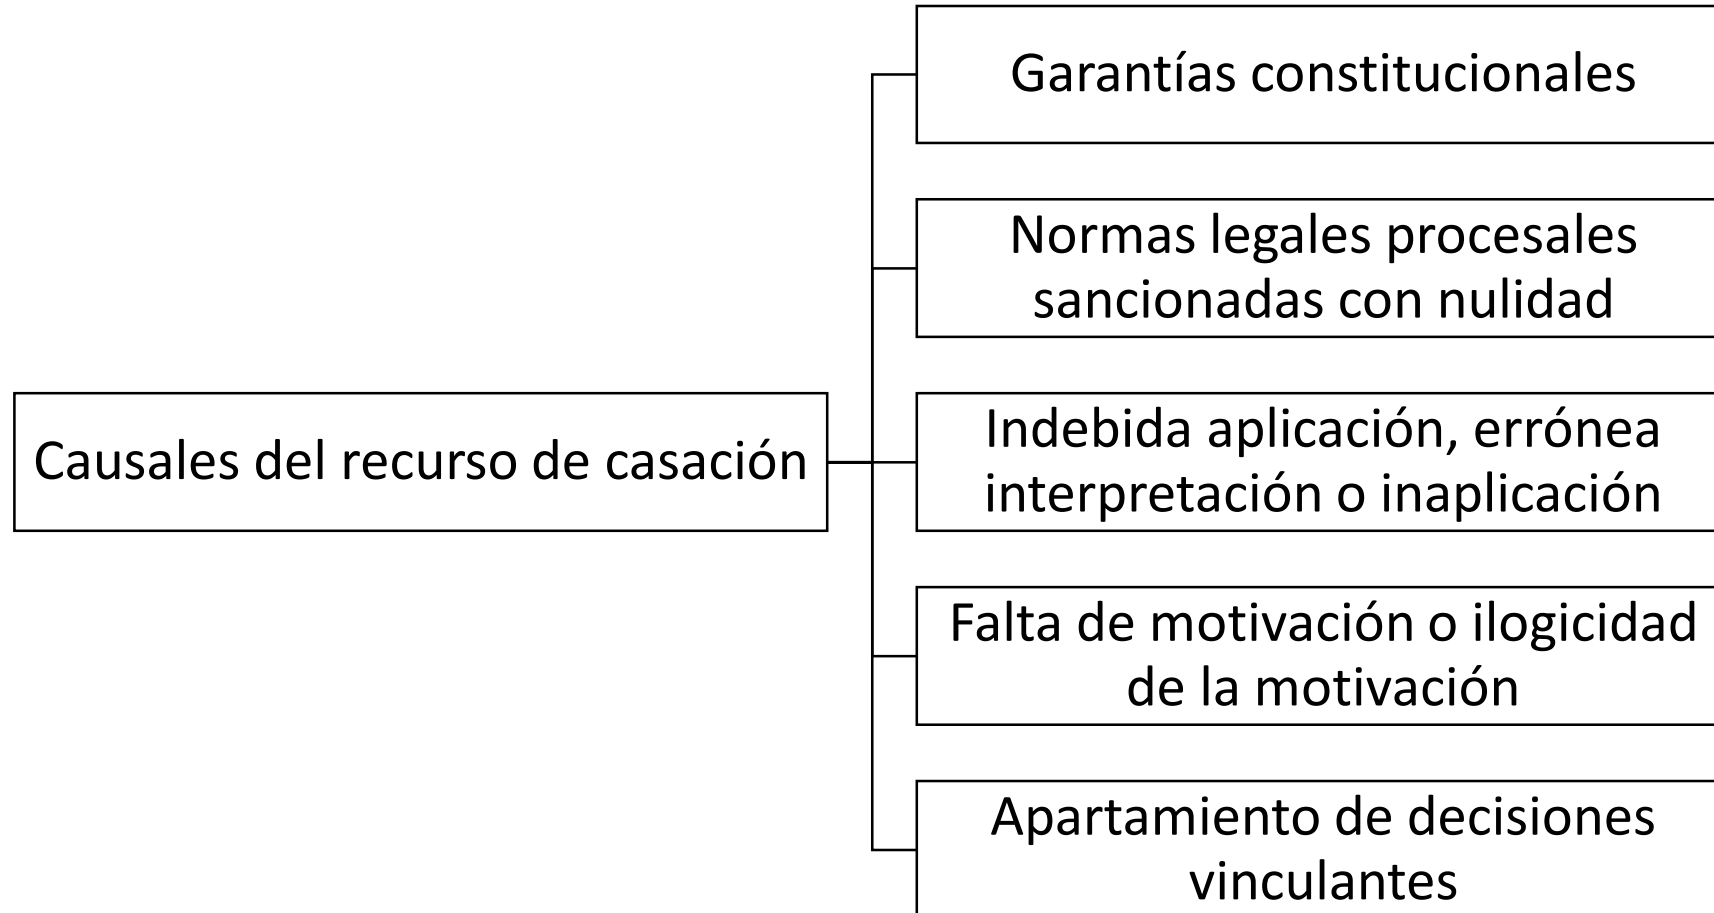 Garantías constitucionales
Normas legales procesales
sancionadas con nulidad
Causales del recurso de casación
Indebida aplicación, errónea
interpretación o inaplicación
Falta de motivación o ilogicidad
de la motivación
Apartamiento de decisiones
vinculantes